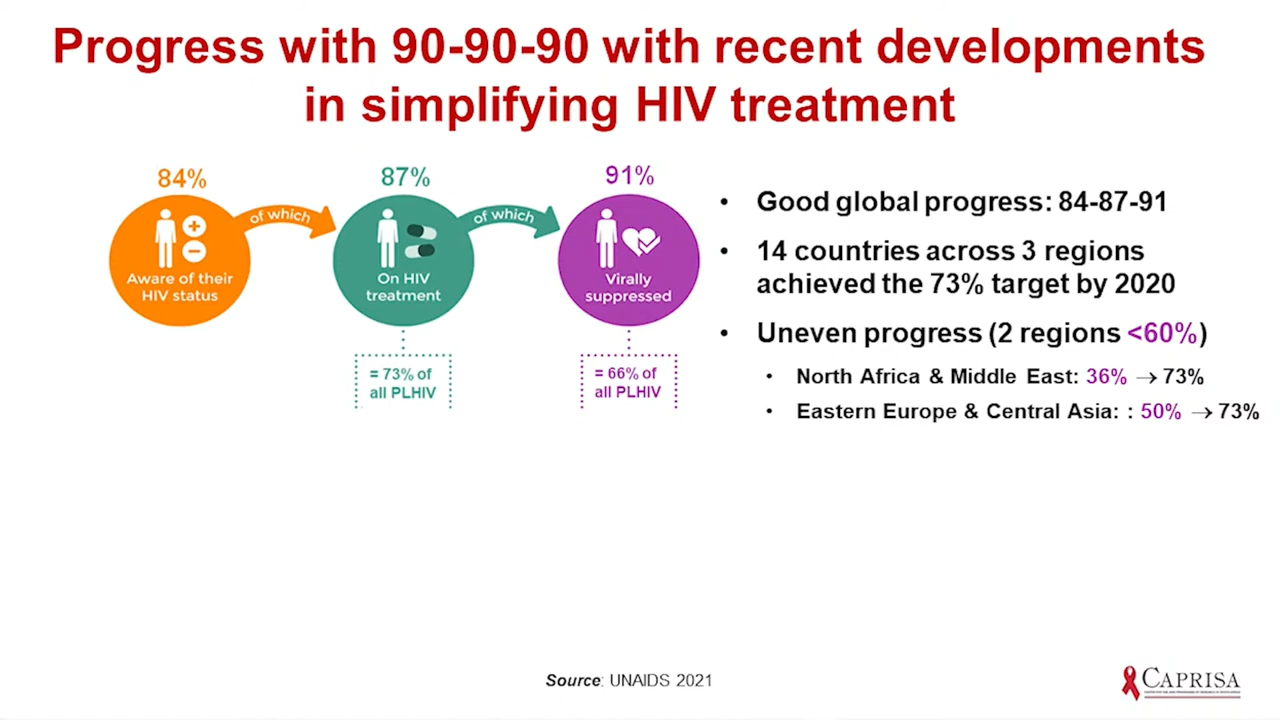 Progress with 90-90-90 with recent developments
in simplifying HIV treatment
84%
of which
87%
of which
91%
Aware of their
HIV status
On HIV
treatment
Virally
suppressed
= 73% of
all PLHIV
= 66% of
all PLHIV
• Good global progress: 84-87-91
• 14 countries across 3 regions
achieved the 73% target by 2020
• Uneven progress (2 regions <60%)
• North Africa & Middle East: 36% → 73%
• Eastern Europe & Central Asia: : 50% → 73%
Source: UNAIDS 2021
CAPRISA